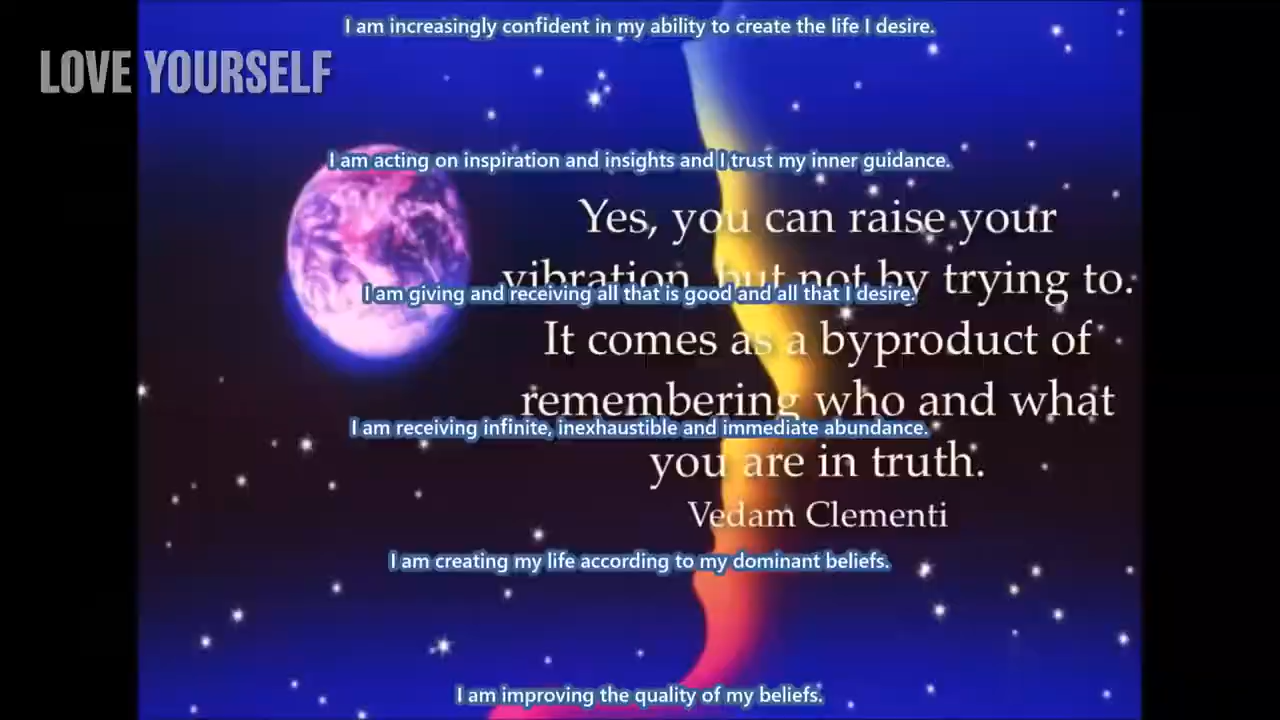 I am increasingly confident in my ability to create the life I desire.
LOVE YOURSELF
I am acting on inspiration and insights and I trust my inner guidance.
Yes, you can raise your
vibration, but not by trying to.
I am giving and receiving all that is good and all that I desire.
It comes as a byproduct of
remembering who and what
I am receiving infinite, inexhaustible and immediate abundance.
you are in truth.
Vedam Clementi
I am creating my life according to my dominant beliefs.
I am improving the quality of my beliefs.